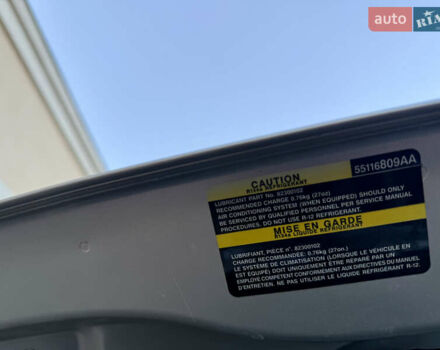 auto RIA
55116809AA
CAUTION
R134a REFRIGERANT
LUBRICANT PART No. 82300102
RECOMMENDED CHARGE 0.76kg (27oz)
AIR CONDITIONING SYSTEM (WHEN EQUIPPED) SHOULD ONLY
BE SERVICED BY QUALIFIED PERSONNEL PER SERVICE MANUAL
PROCEDURES. DO NOT USE R-12 REFRIGERANT.
MISE EN GARDE
R134a LIQUIDE REFRIGERANT
LUBRIFIANT, PIECE n°. 82300102
CHARGE RECOMMANDEE: 0.76kg (27on.)
LE SYSTEME DE CLIMATISATION (LORSQUE LE VEHICULE EN
EST EQUIPÉ) DOIT UNIQUEMENT ÊTRE REPARÉ PAR UN
EMPLOYE COMPETENT CONFORMEMENT AUX DIRECTIVES DU MANUEL
D'ENTRETIEN. NE PAS UTILISER LE LIQUIDE REFRIGERANT R-12.